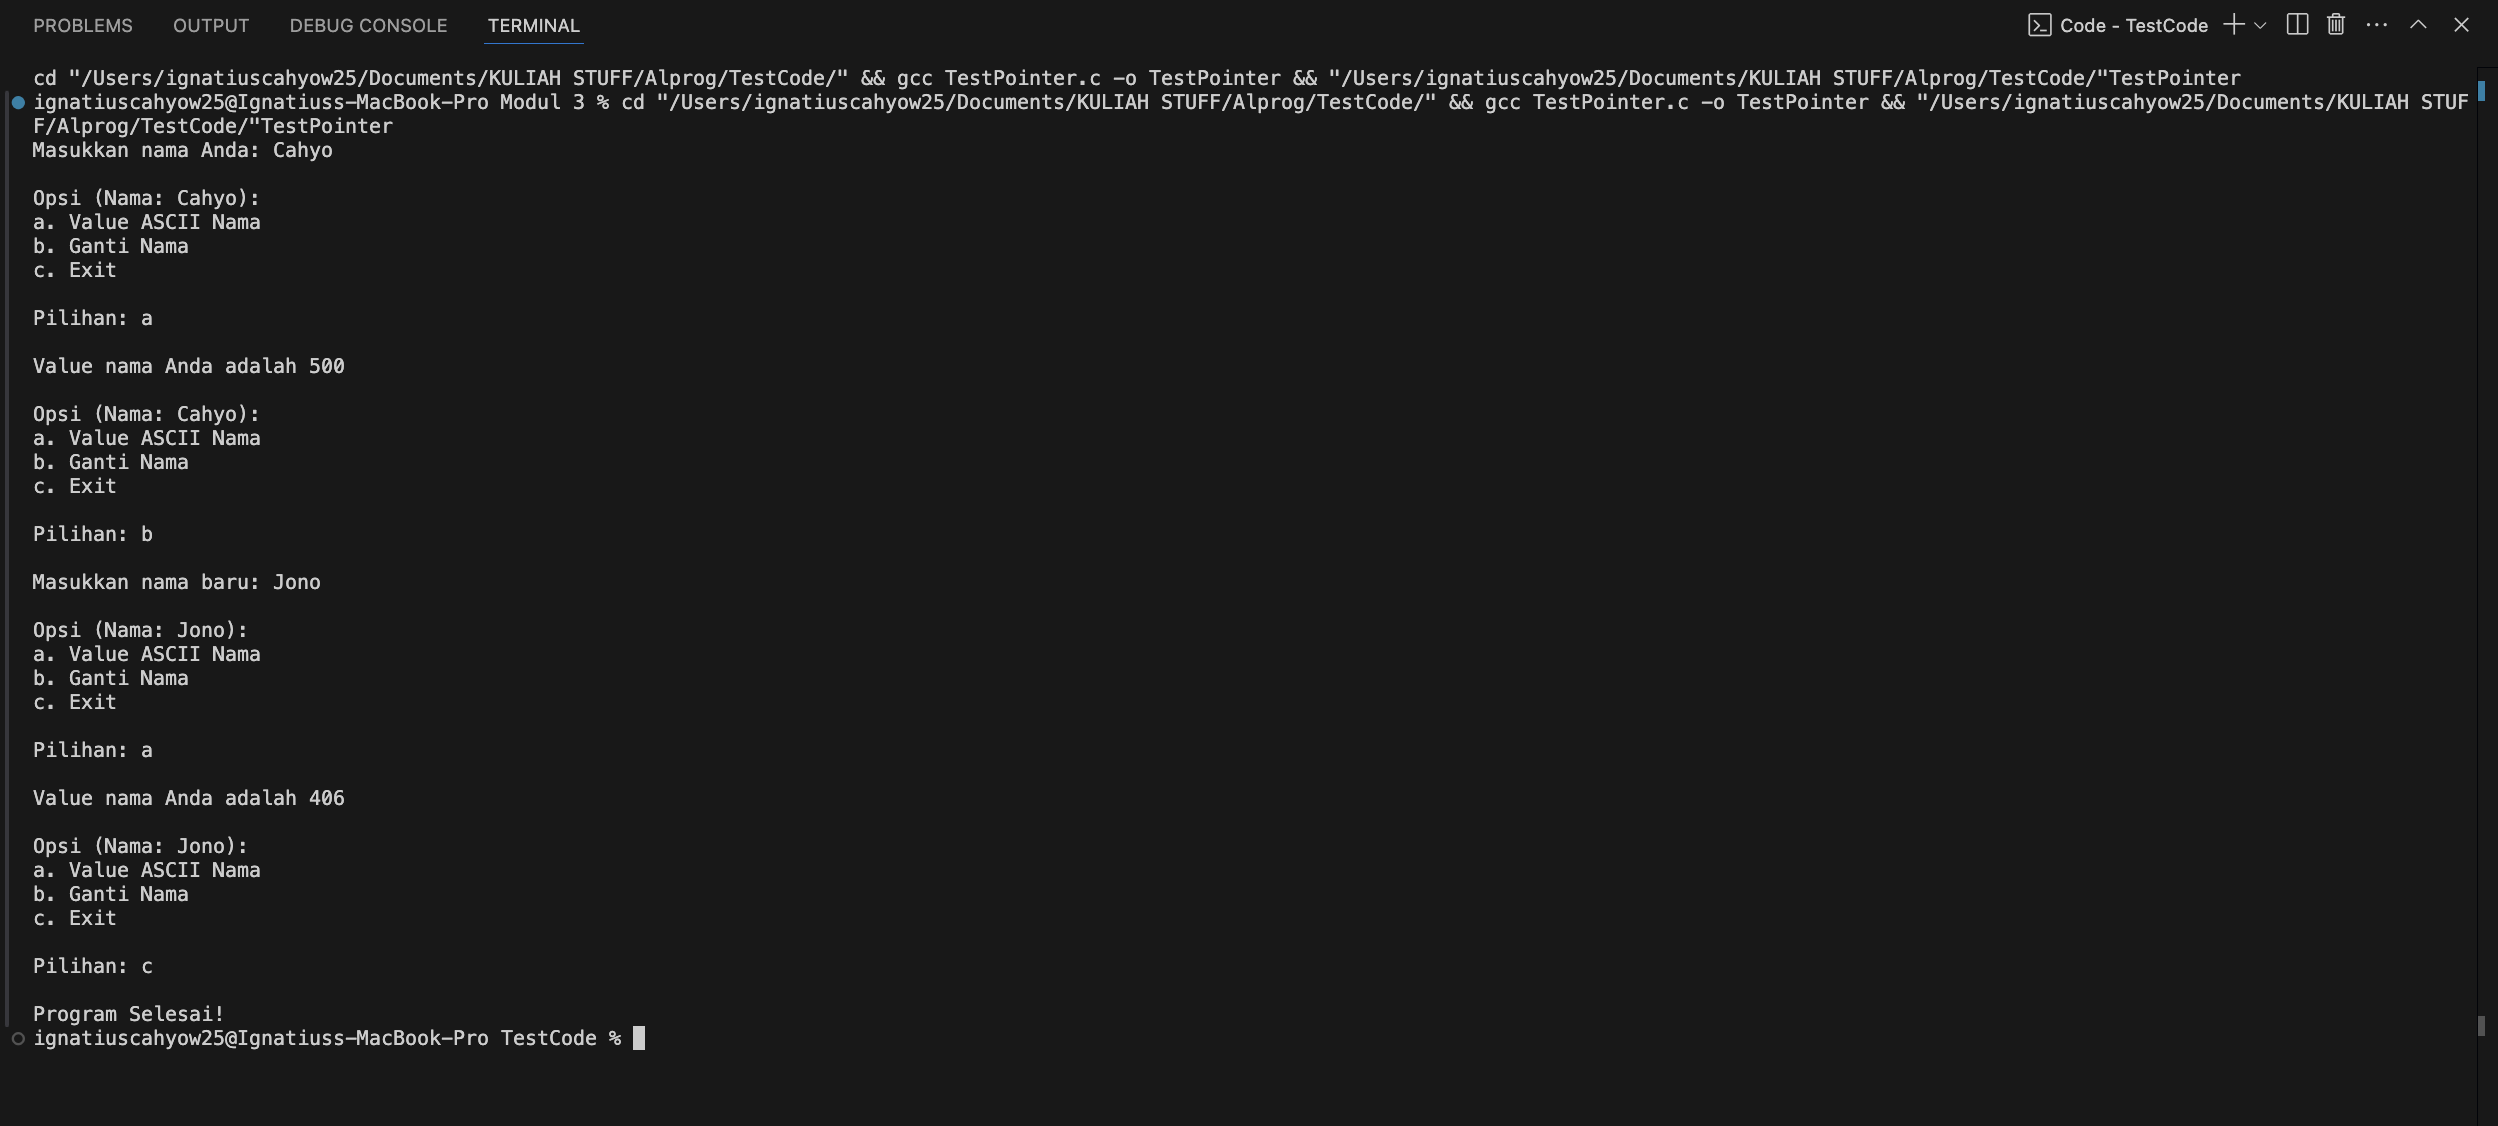 PROBLEMS OUTPUT DEBUG CONSOLE TERMINAL Code - TestCode
cd "/Users/ignatiuscahyow25/Documents/KULIAH STUFF/Alprog/TestCode/" && gcc TestPointer.c -o TestPointer && "/Users/ignatiuscahyow25/Documents/KULIAH STUFF/Alprog/TestCode/"TestPointer
ignatiuscahyow25@Ignatiuss-MacBook-Pro Modul 3 % cd "/Users/ignatiuscahyow25/Documents/KULIAH STUFF/Alprog/TestCode/" && gcc TestPointer.c -o TestPointer && "/Users/ignatiuscahyow25/Documents/KULIAH STUF
F/Alprog/TestCode/"TestPointer
Masukkan nama Anda: Cahyo
Opsi (Nama: Cahyo):
a. Value ASCII Nama
b. Ganti Nama
c. Exit
Pilihan: a
Value nama Anda adalah 500
Opsi (Nama: Cahyo):
a. Value ASCII Nama
b. Ganti Nama
c. Exit
Pilihan: b
Masukkan nama baru: Jono
Opsi (Nama: Jono):
a. Value ASCII Nama
b. Ganti Nama
c. Exit
Pilihan: a
Value nama Anda adalah 406
Opsi (Nama: Jono):
a. Value ASCII Nama
b. Ganti Nama
c. Exit
Pilihan: c
Program Selesai!
ignatiuscahyow25@Ignatiuss-MacBook-Pro TestCode %